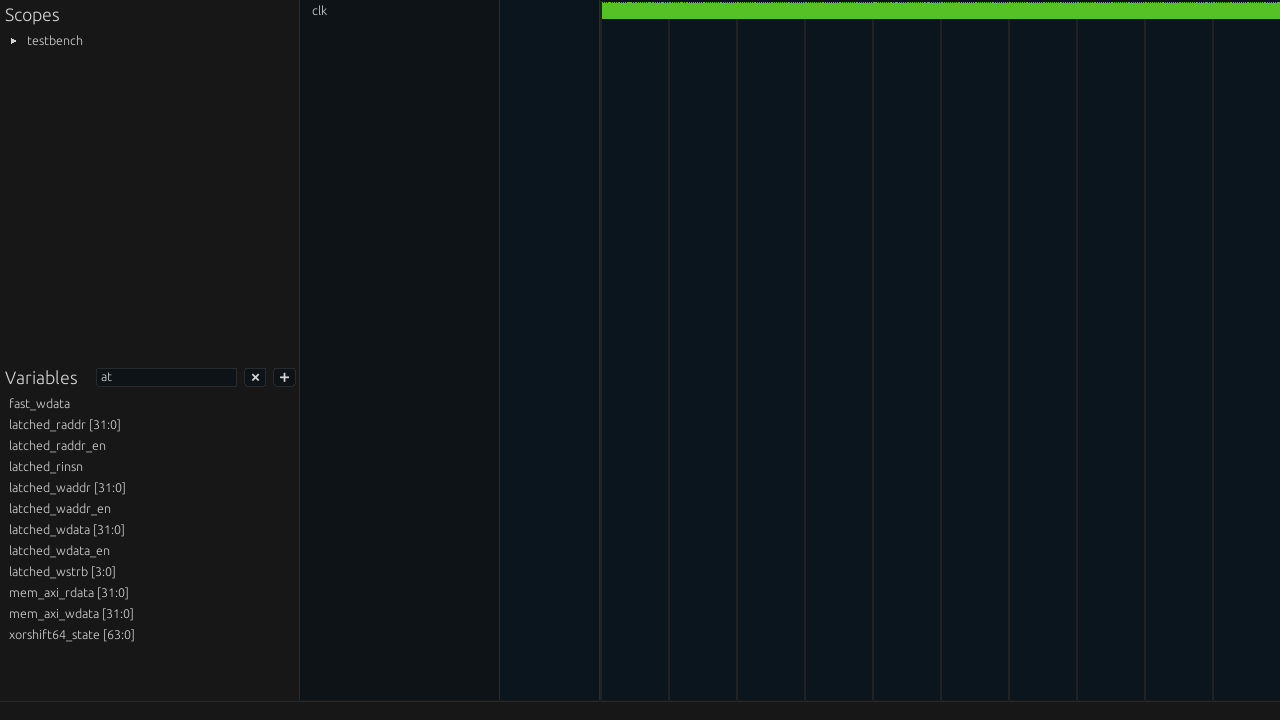 Scopes
testbench
Variables
at
fast_wdata
latched_raddr [31:0]
latched_raddr_en
latched_rinsn
latched_waddr [31:0]
latched_waddr_en
latched_wdata [31:0]
latched_wdata_en
latched_wstrb [3:0]
mem_axi_rdata [31:0]
mem_axi_wdata [31:0]
xorshift64_state [63:0]
clk